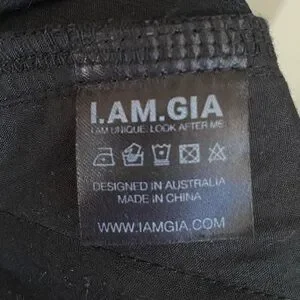 I.AM.GIA
I AM UNIQUE. LOOK AFTER ME
DESIGNED IN AUSTRALIA
MADE IN CHINA
WWW.IAMGIA.COM